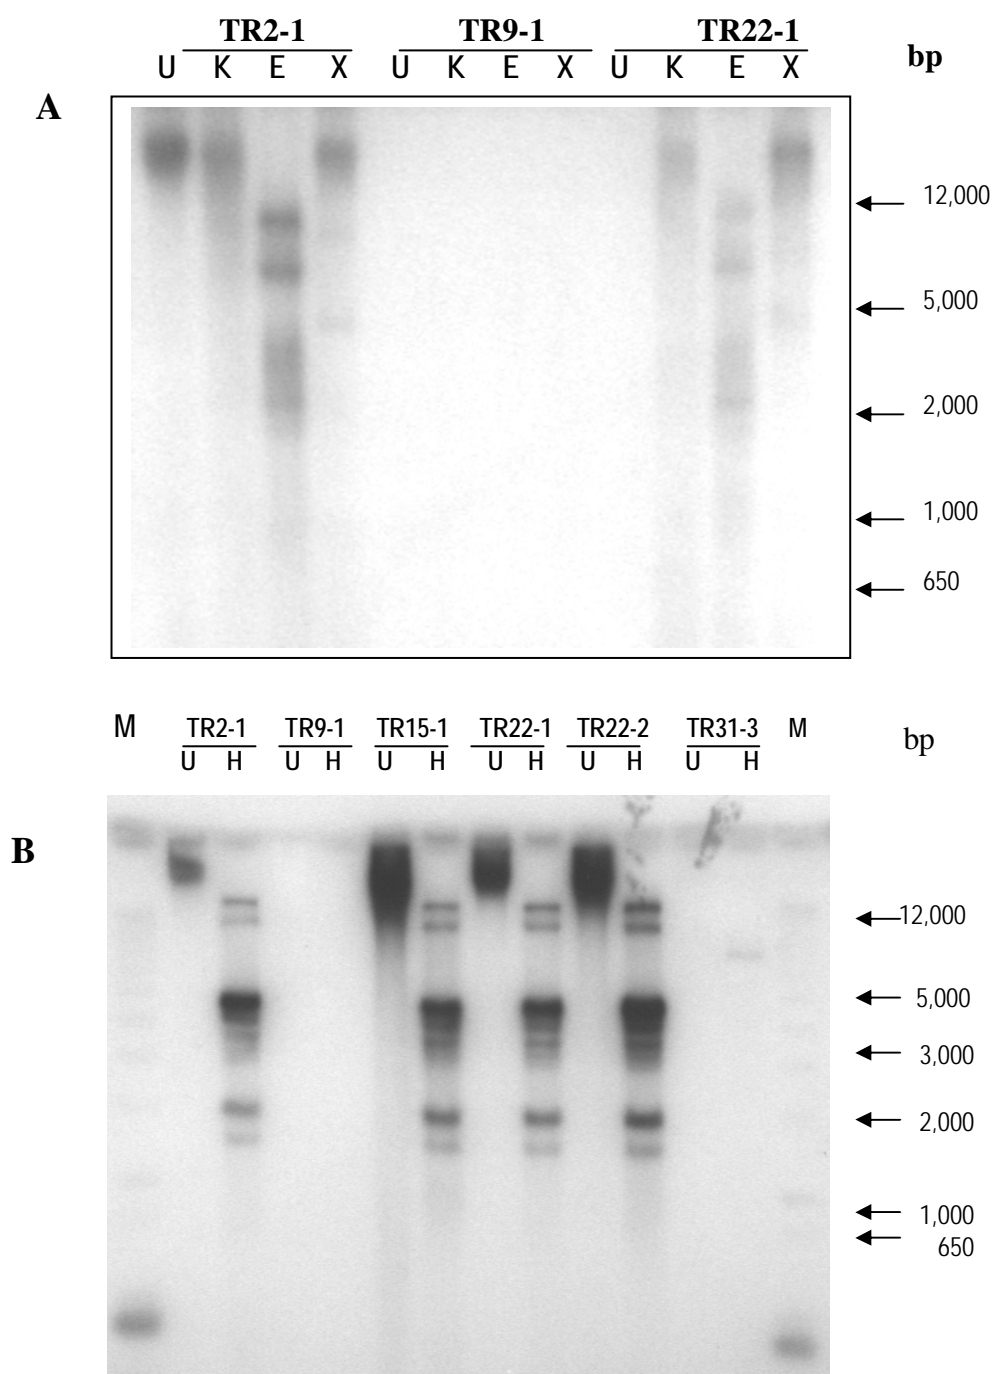 TR2-1 TR9-1 TR22-1
U K E X U K E X U K E X bp
A
12,000
5,000
2,000
1,000
650
M TR2-1 TR9-1 TR15-1 TR22-1 TR22-2 TR31-3 M bp
U H U H U H U H U H U H
B
12,000
5,000
3,000
2,000
1,000
650